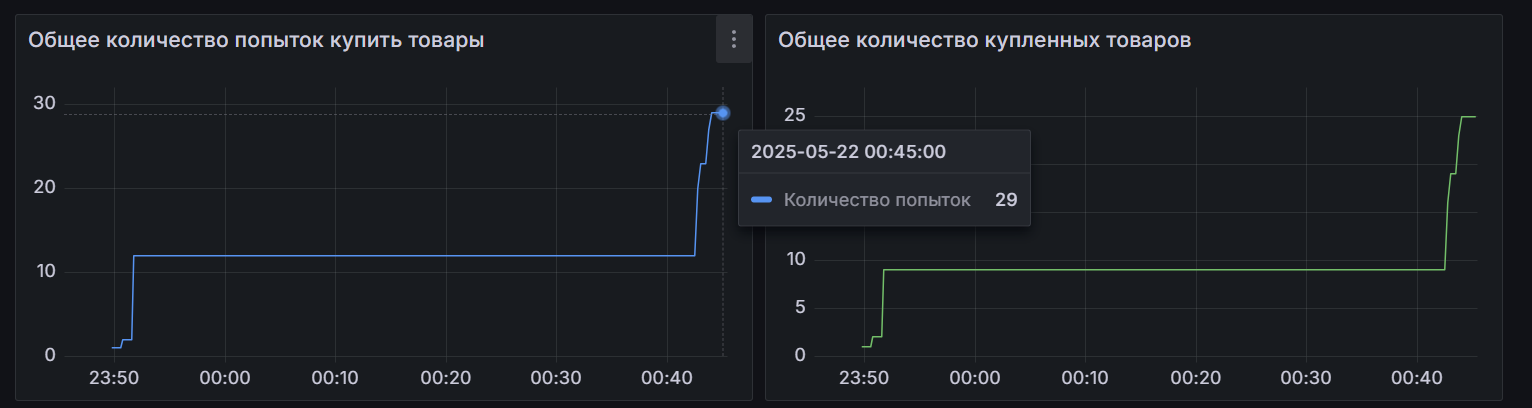 Общее количество попыток купить товары
30
20
10
0
23:50 00:00 00:10 00:20 00:30 00:40
2025-05-22 00:45:00
Количество попыток 29
Общее количество купленных товаров
25
10
5
0
23:50 00:00 00:10 00:20 00:30 00:40